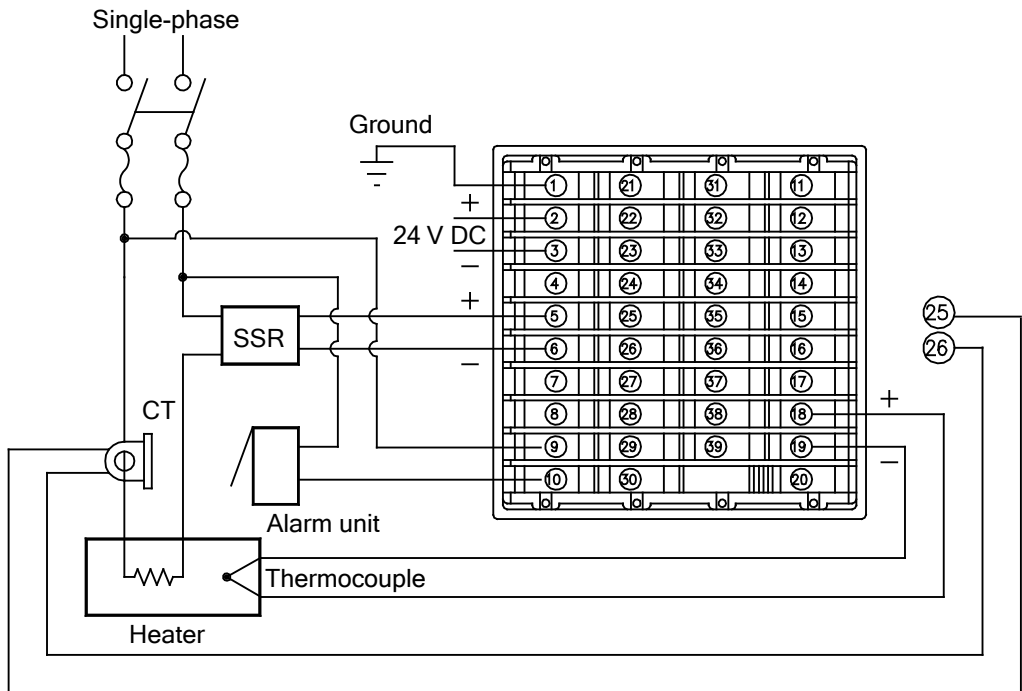 Single-phase
Ground
+
24 V DC
−
+
SSR
−
CT
Alarm unit
Thermocouple
Heater
1 21 31 11
2 22 32 12
3 23 33 13
4 24 34 14
5 25 35 15
6 26 36 16
7 27 37 17
8 28 38 18
9 29 39 19
10 30 20
+
−
25
26